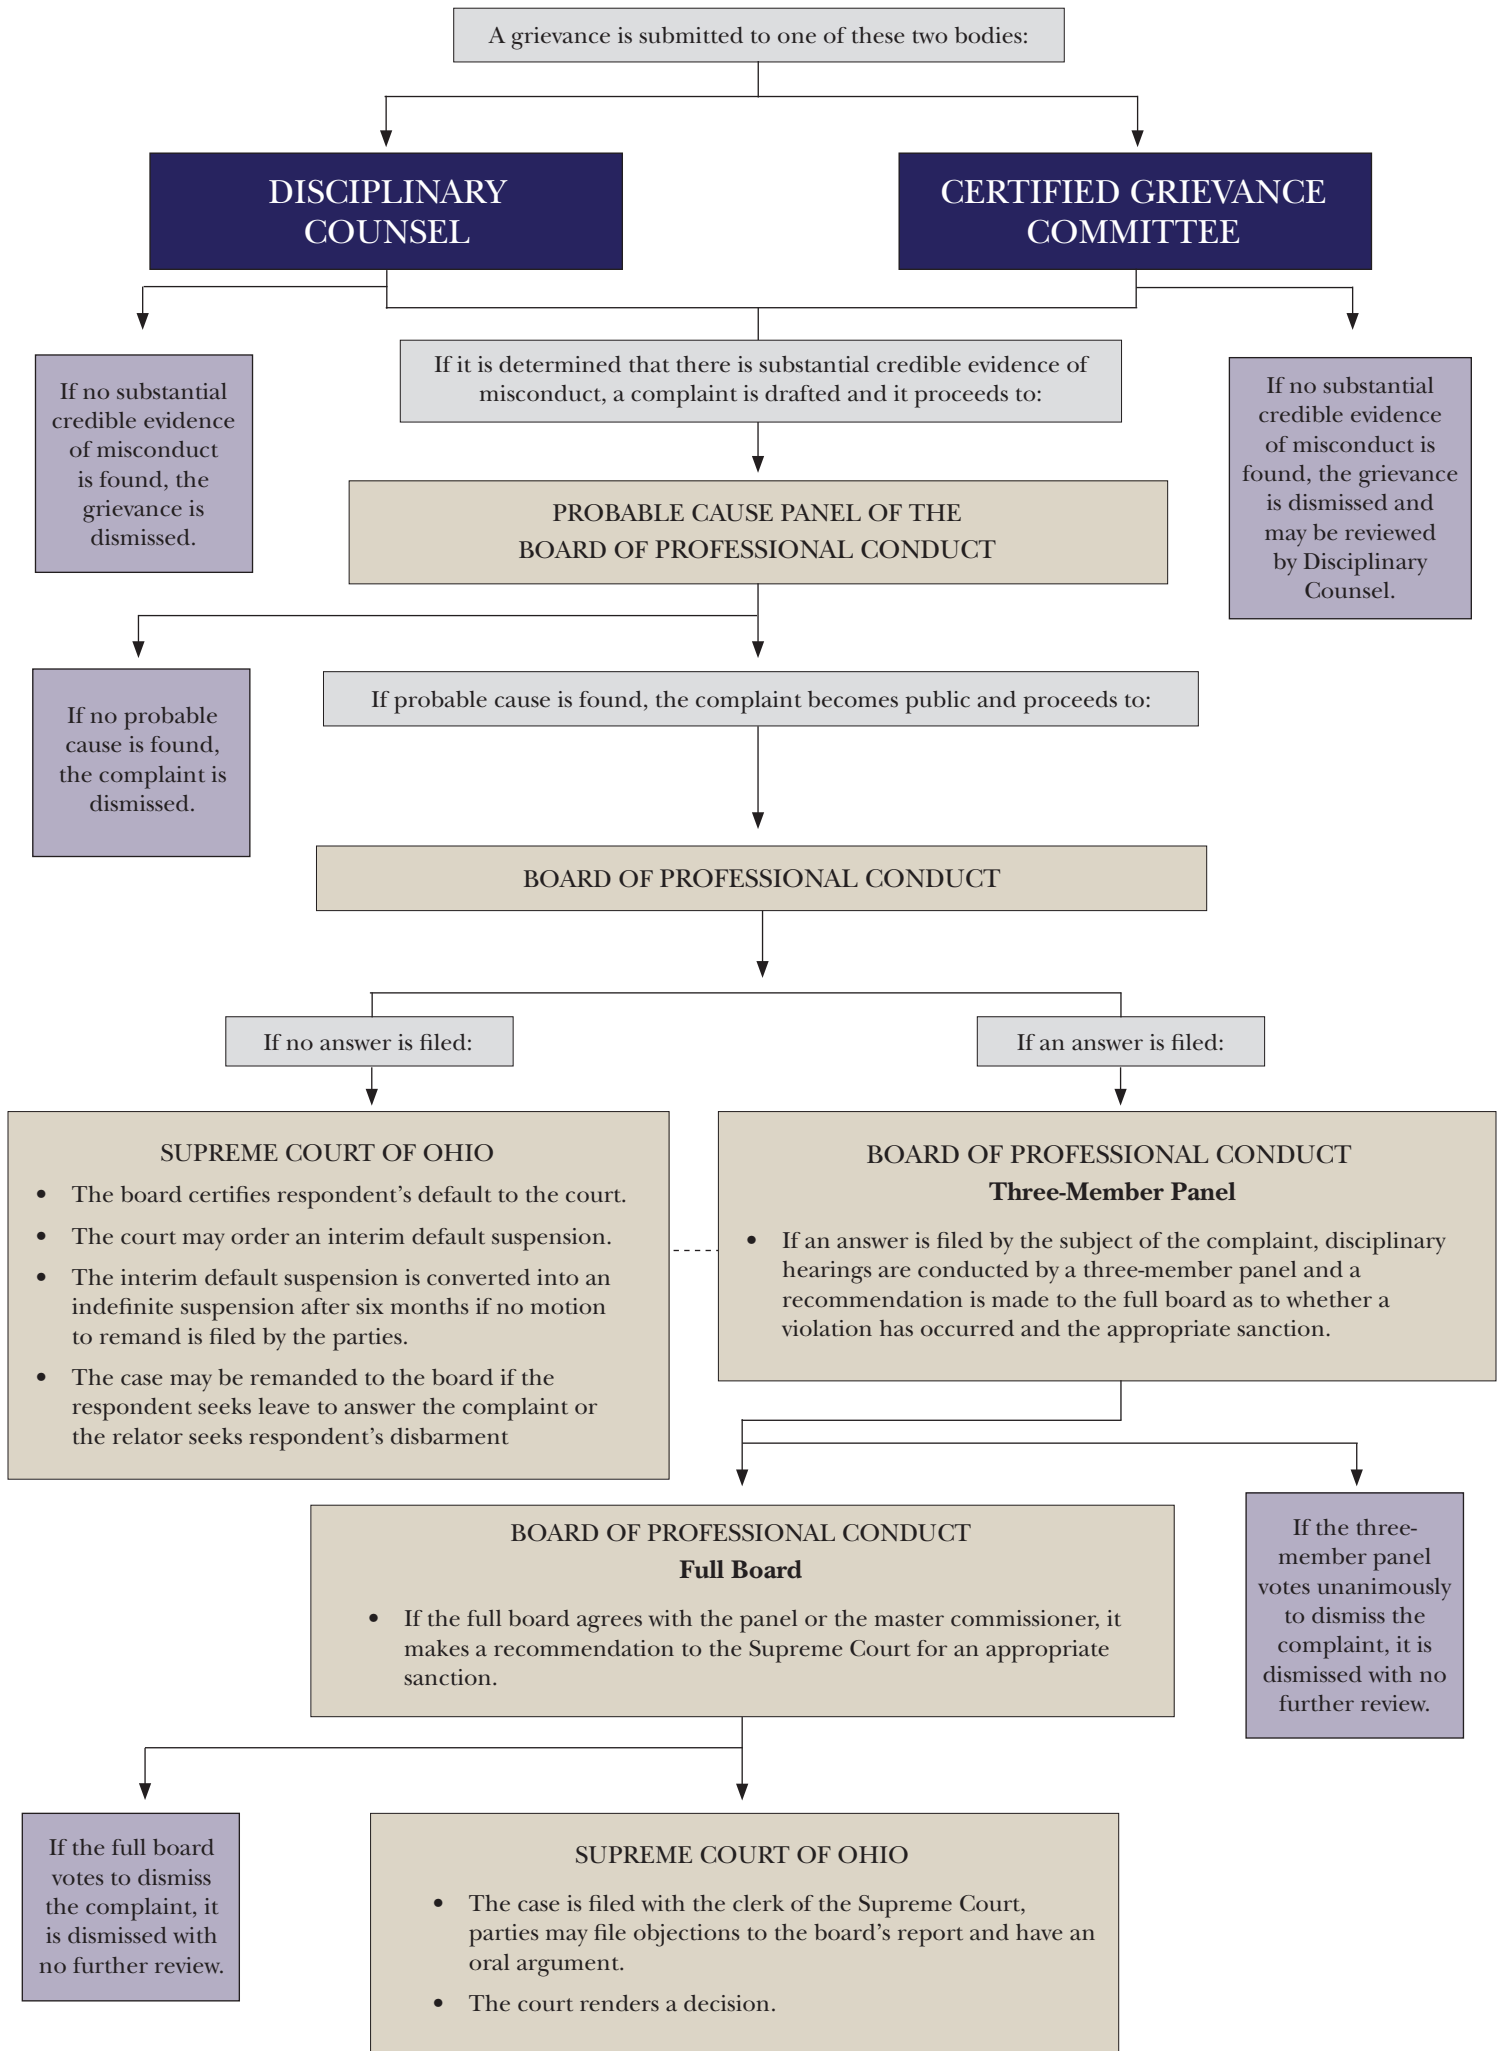 A grievance is submitted to one of these two bodies:
DISCIPLINARY
COUNSEL
CERTIFIED GRIEVANCE
COMMITTEE
If no substantial
credible evidence
of misconduct
is found, the
grievance is
dismissed.
If it is determined that there is substantial credible evidence of
misconduct, a complaint is drafted and it proceeds to:
If no substantial
credible evidence
of misconduct is
found, the grievance
is dismissed and
may be reviewed
by Disciplinary
Counsel.
PROBABLE CAUSE PANEL OF THE
BOARD OF PROFESSIONAL CONDUCT
If no probable
cause is found,
the complaint is
dismissed.
If probable cause is found, the complaint becomes public and proceeds to:
BOARD OF PROFESSIONAL CONDUCT
If no answer is filed:
If an answer is filed:
SUPREME COURT OF OHIO
• The board certifies respondent’s default to the court.
• The court may order an interim default suspension.
• The interim default suspension is converted into an
indefinite suspension after six months if no motion
to remand is filed by the parties.
• The case may be remanded to the board if the
respondent seeks leave to answer the complaint or
the relator seeks respondent’s disbarment
BOARD OF PROFESSIONAL CONDUCT
Three-Member Panel
• If an answer is filed by the subject of the complaint, disciplinary
hearings are conducted by a three-member panel and a
recommendation is made to the full board as to whether a
violation has occurred and the appropriate sanction.
BOARD OF PROFESSIONAL CONDUCT
Full Board
• If the full board agrees with the panel or the master commissioner, it
makes a recommendation to the Supreme Court for an appropriate
sanction.
If the three-
member panel
votes unanimously
to dismiss the
complaint, it is
dismissed with no
further review.
If the full board
votes to dismiss
the complaint, it
is dismissed with
no further review.
SUPREME COURT OF OHIO
• The case is filed with the clerk of the Supreme Court,
parties may file objections to the board’s report and have an
oral argument.
• The court renders a decision.